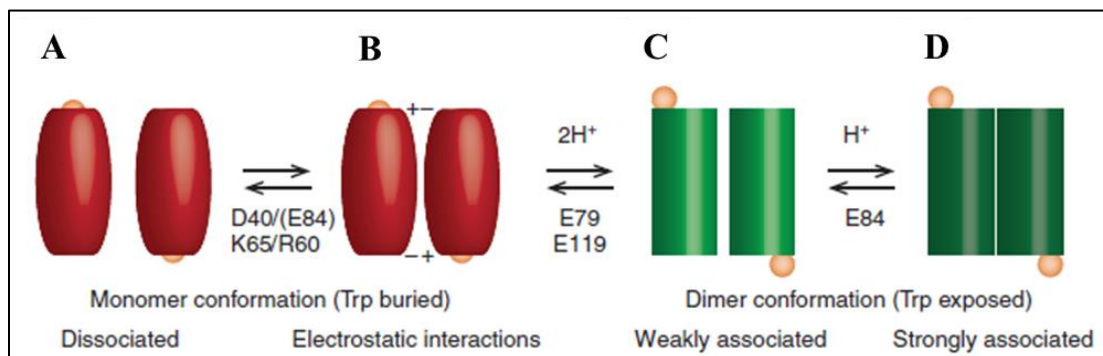 A B C D
+−
2H⁺ H⁺
D40/(E84) E79 E84
K65/R60 E119
−+
Monomer conformation (Trp buried) Dimer conformation (Trp exposed)
Dissociated Electrostatic interactions Weakly associated Strongly associated